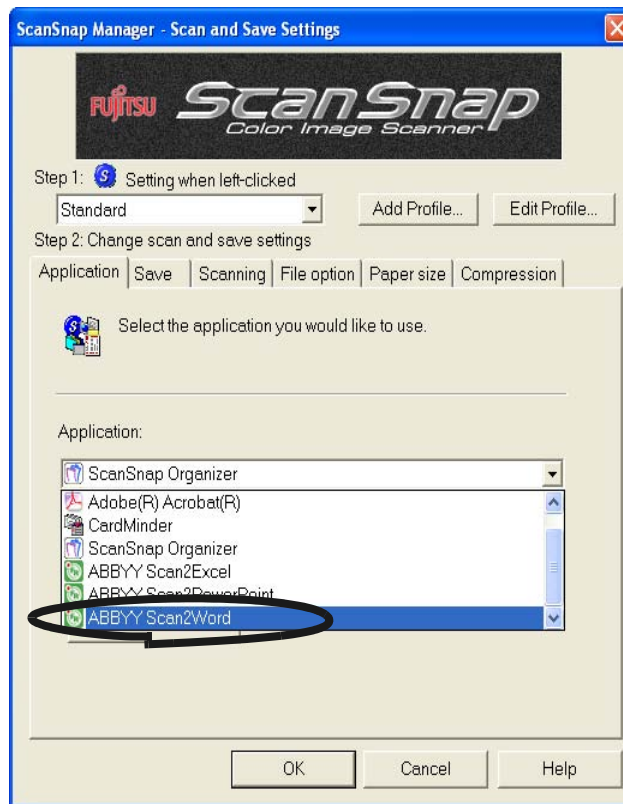 ScanSnap Manager - Scan and Save Settings
FUJITSU ScanSnap
Color Image Scanner
Step 1: Setting when left-clicked
Standard Add Profile... Edit Profile...
Step 2: Change scan and save settings
Application Save Scanning File option Paper size Compression
Select the application you would like to use.
Application:
ScanSnap Organizer
Adobe(R) Acrobat(R)
CardMinder
ScanSnap Organizer
ABBYY Scan2Excel
ABBYY Scan2PowerPoint
ABBYY Scan2Word
OK Cancel Help